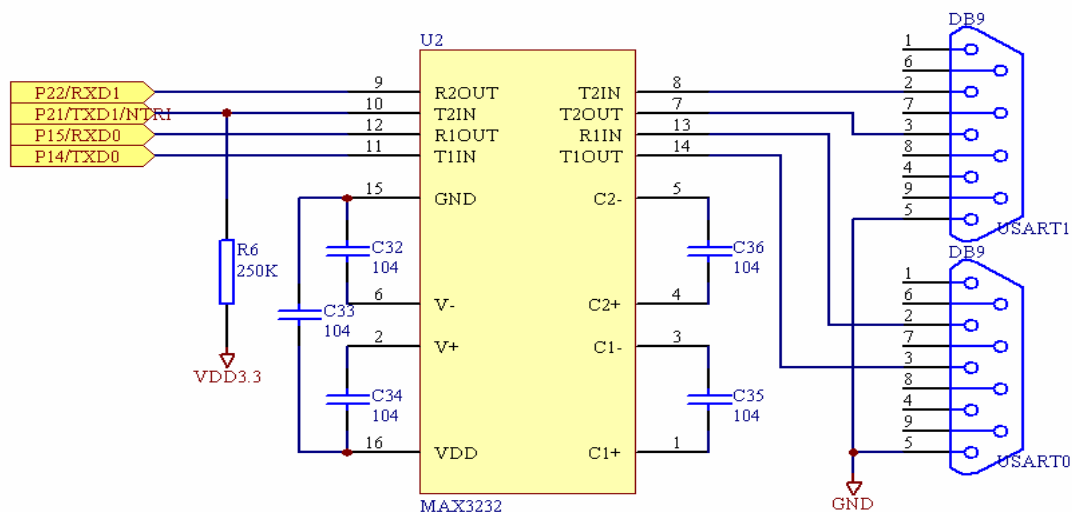 DB9
U2
1
6
P22/RXD1 9 R2OUT T2IN 8 2
P21/TXD1/NTRI 10 T2IN T2OUT 7 7
P15/RXD0 12 R1OUT R1IN 13 3
P14/TXD0 11 T1IN T1OUT 14 8
4
15 GND C2- 5 9
5
USART1
R6
250K
C32
104
C36
104
DB9
1
6 V- C2+ 4 6
C33
104
2
2 V+ C1- 3 7
3
VDD3.3
C34
104
C35
104
8
4
9
16 VDD C1+ 1 5
USART0
MAX3232
GND